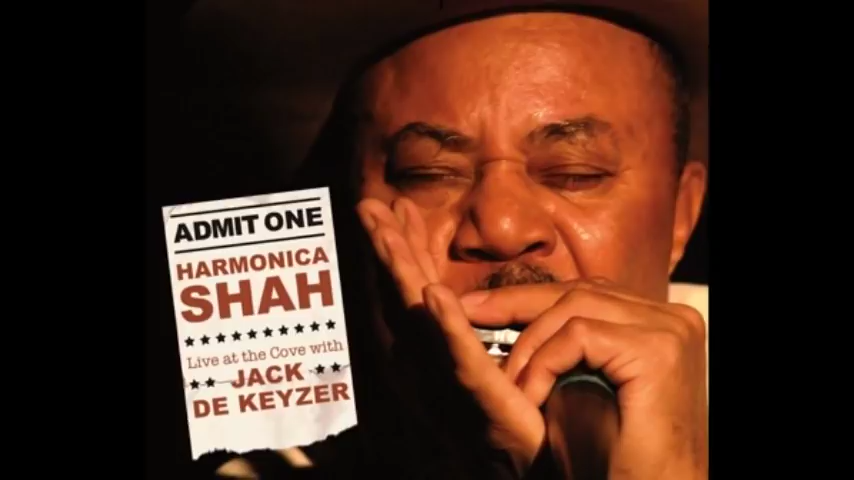 ADMIT ONE
HARMONICA
SHAH
Live at the Cove with
JACK
DE KEYZER